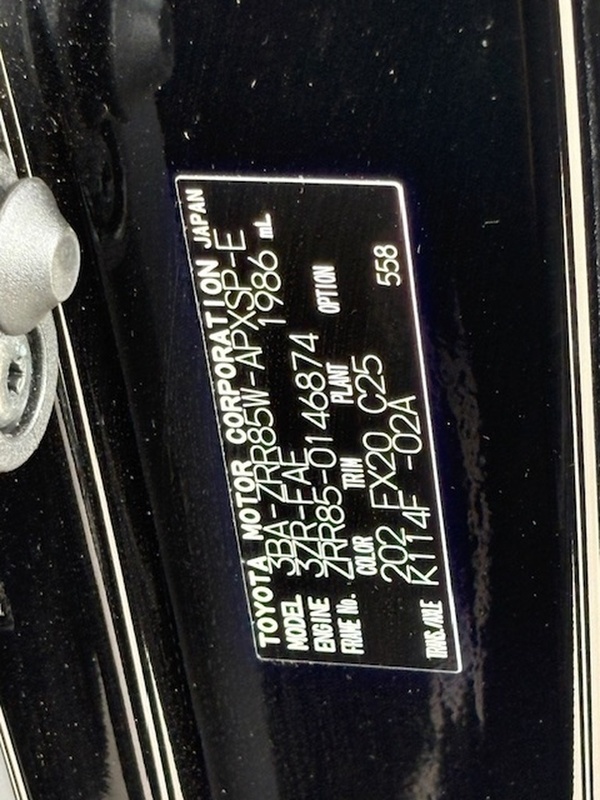 TOYOTA MOTOR CORPORATION JAPAN
MODEL 3BA-ZRR85W-APXSP-E
ENGINE 3ZR-FAE 1986 mL
FRAME No. ZRR85-0146874
COLOR TRIM PLANT OPTION
202 FX20 C25 558
TRANS./AXLE K114F -02A